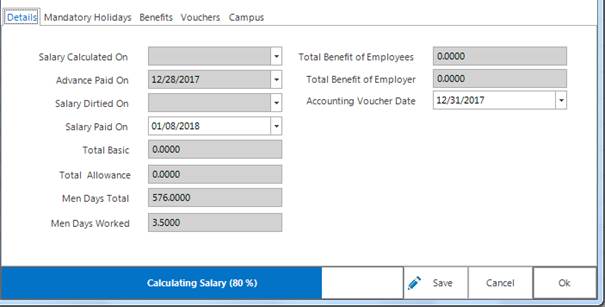 Details Mandatory Holidays Benefits Vouchers Campus
Salary Calculated On
Advance Paid On 12/28/2017
Salary Dirtied On
Salary Paid On 01/08/2018
Total Basic 0.0000
Total Allowance 0.0000
Men Days Total 576.0000
Men Days Worked 3.5000
Total Benefit of Employees 0.0000
Total Benefit of Employer 0.0000
Accounting Voucher Date 12/31/2017
Calculating Salary (80 %) Save Cancel Ok